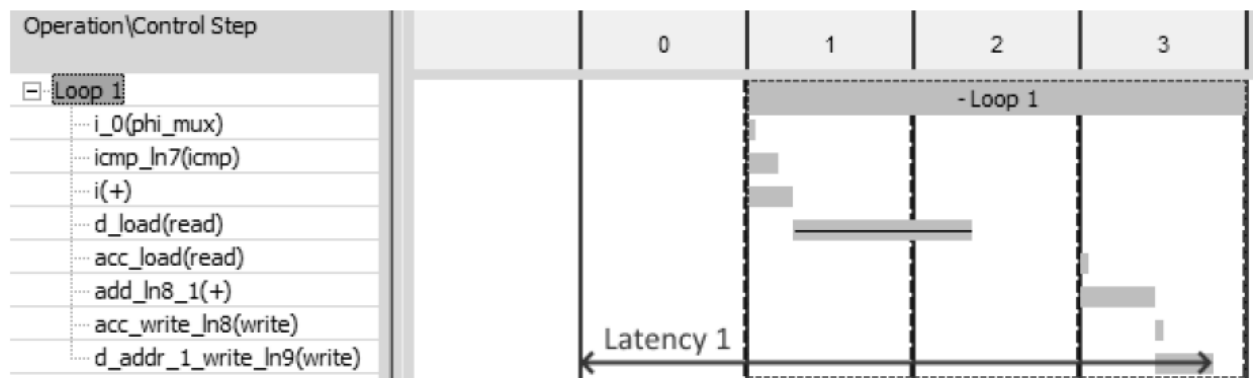 Operation\Control Step
0 1 2 3
Loop 1
-Loop 1
i_0(phi_mux)
icmp_ln7(icmp)
i(+)
d_load(read)
acc_load(read)
add_ln8_1(+)
acc_write_ln8(write)
d_addr_1_write_ln9(write)
Latency 1